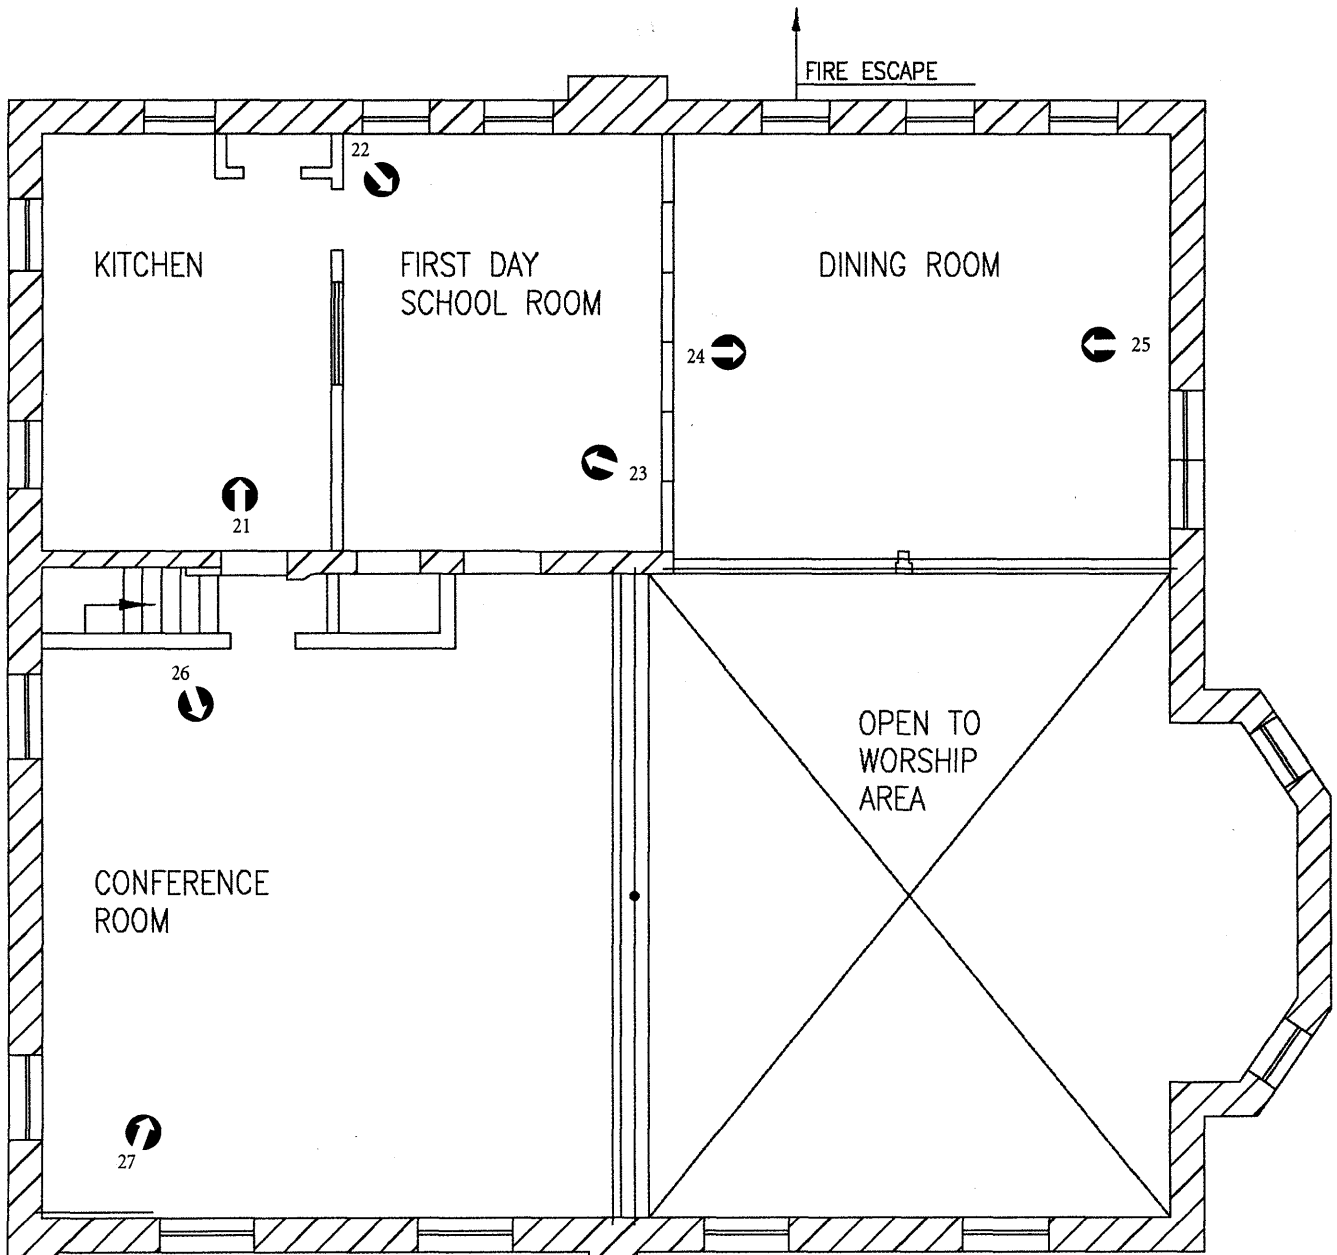 FIRE ESCAPE
22
KITCHEN
FIRST DAY
SCHOOL ROOM
DINING ROOM
24
25
23
21
26
OPEN TO
WORSHIP
AREA
CONFERENCE
ROOM
27